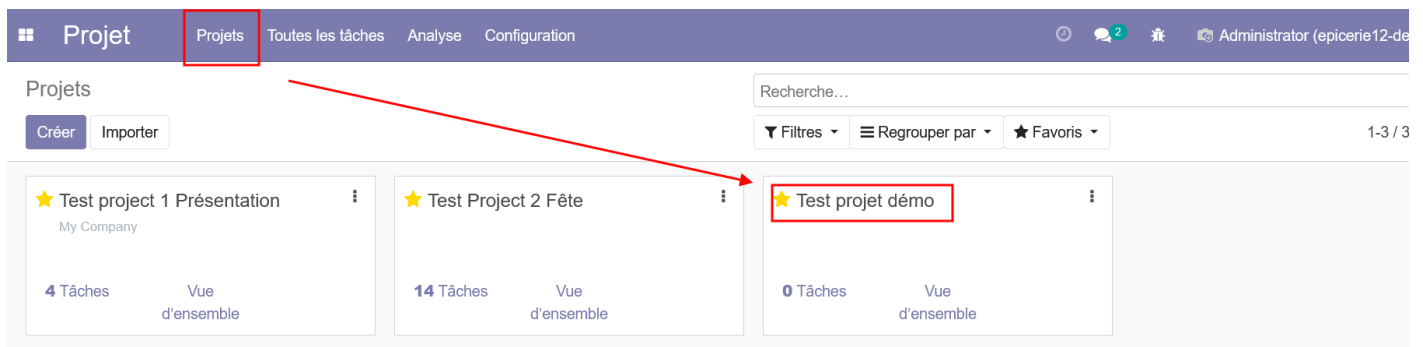 Projet Projets Toutes les tâches Analyse Configuration 2 Administrator (epicerie12-de
Projets
Recherche...
Créer Importer
Filtres Regrouper par Favoris 1-3 / 3
Test project 1 Présentation
My Company
4 Tâches Vue d'ensemble
Test Project 2 Fête
14 Tâches Vue d'ensemble
Test projet démo
0 Tâches Vue d'ensemble